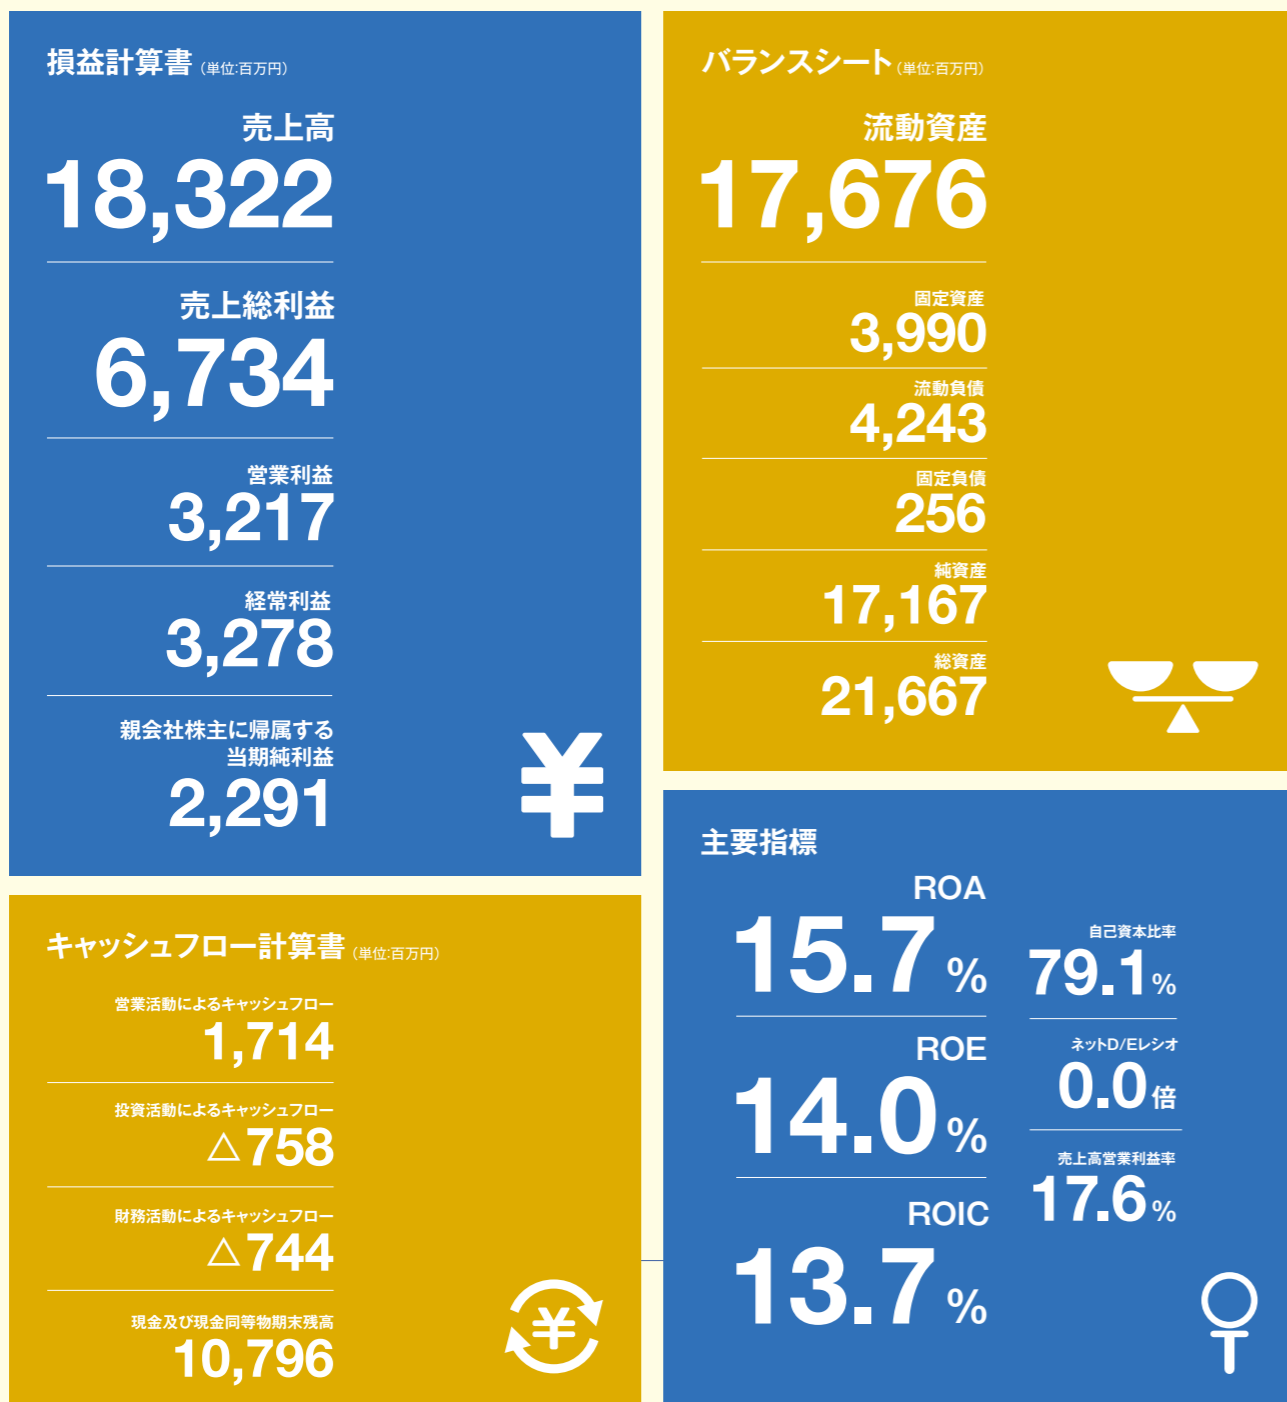 損益計算書（単位:百万円）
売上高
18,322
売上総利益
6,734
営業利益
3,217
経常利益
3,278
親会社株主に帰属する
当期純利益
2,291
¥
キャッシュフロー計算書（単位:百万円）
営業活動によるキャッシュフロー
1,714
投資活動によるキャッシュフロー
△758
財務活動によるキャッシュフロー
△744
現金及び現金同等物期末残高
10,796
¥
バランスシート（単位:百万円）
流動資産
17,676
固定資産
3,990
流動負債
4,243
固定負債
256
純資産
17,167
総資産
21,667
主要指標
ROA
15.7%
ROE
14.0%
ROIC
13.7%
自己資本比率
79.1%
ネットD/Eレシオ
0.0倍
売上高営業利益率
17.6%